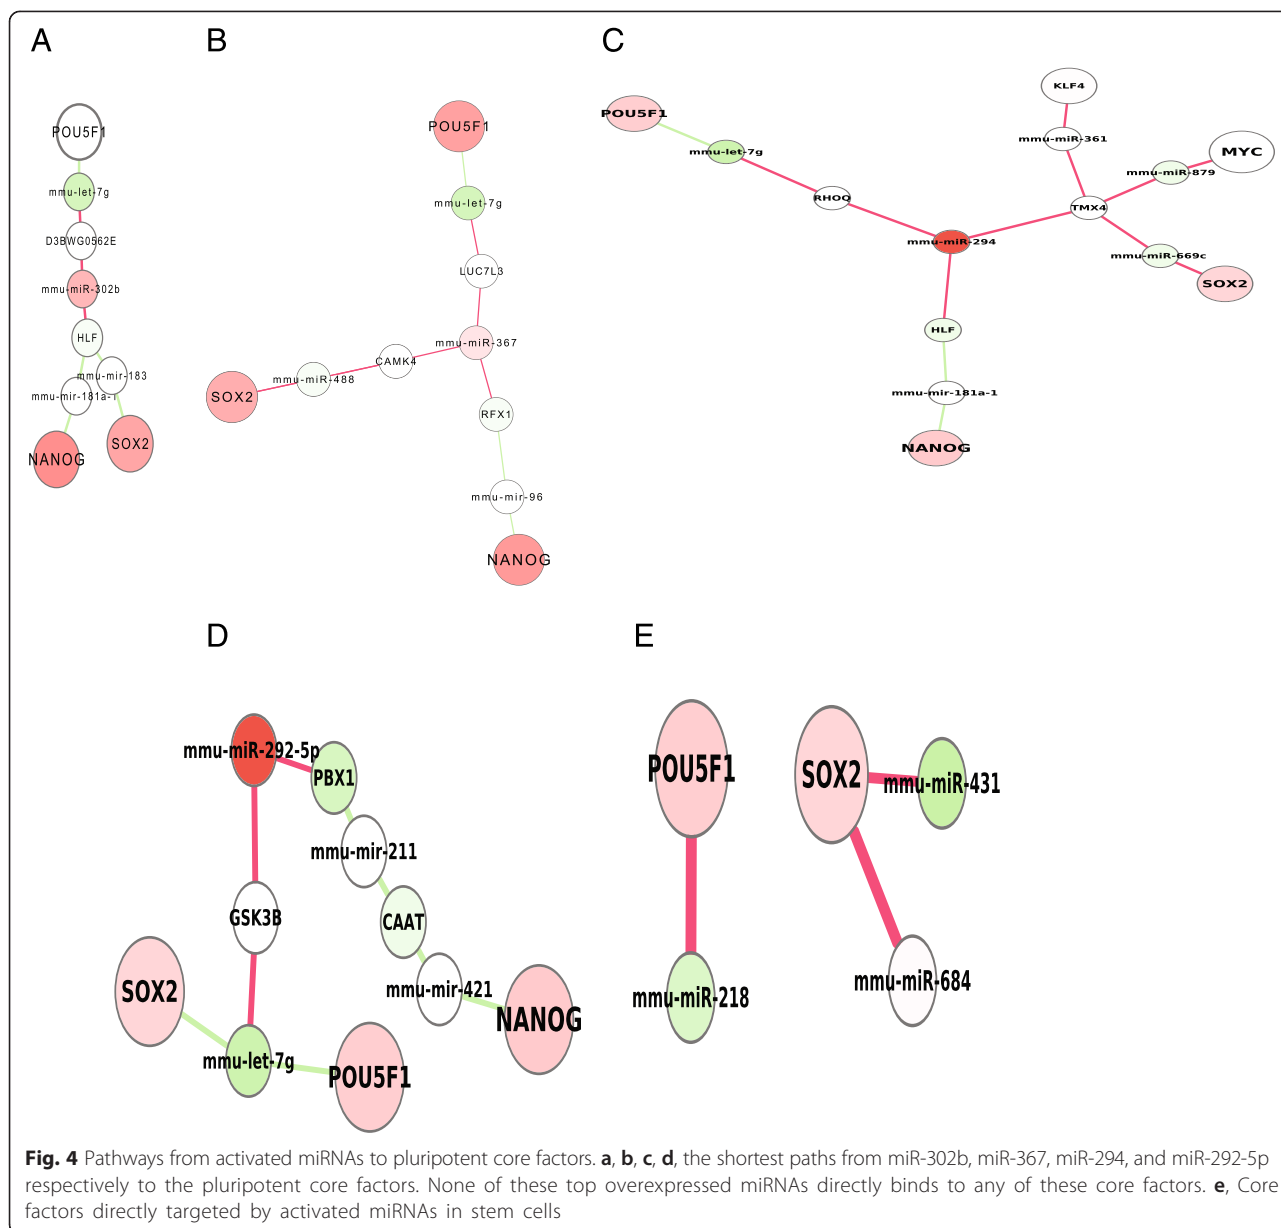 A
B
C
POU5F1
mmu-let-7g
D3BWG0562E
mmu-miR-302b
HLF
mmu-mir-183
mmu-mir-181a-1
SOX2
NANOG
POU5F1
mmu-let-7g
LUC7L3
mmu-miR-367
CAMK4
mmu-miR-488
SOX2
RFX1
mmu-mir-96
NANOG
KLF4
POU5F1
mmu-miR-361
mmu-let-7g
MYC
mmu-miR-879
RHOQ
TMX4
mmu-miR-294
mmu-miR-669c
SOX2
HLF
mmu-mir-181a-1
NANOG
D
E
mmu-miR-292-5p
PBX1
mmu-mir-211
GSK3B
CAAT
SOX2
mmu-mir-421
NANOG
mmu-let-7g
POU5F1
POU5F1
SOX2
mmu-miR-431
mmu-miR-218
mmu-miR-684
Fig. 4 Pathways from activated miRNAs to pluripotent core factors. a, b, c, d, the shortest paths from miR-302b, miR-367, miR-294, and miR-292-5p
respectively to the pluripotent core factors. None of these top overexpressed miRNAs directly binds to any of these core factors. e, Core
factors directly targeted by activated miRNAs in stem cells